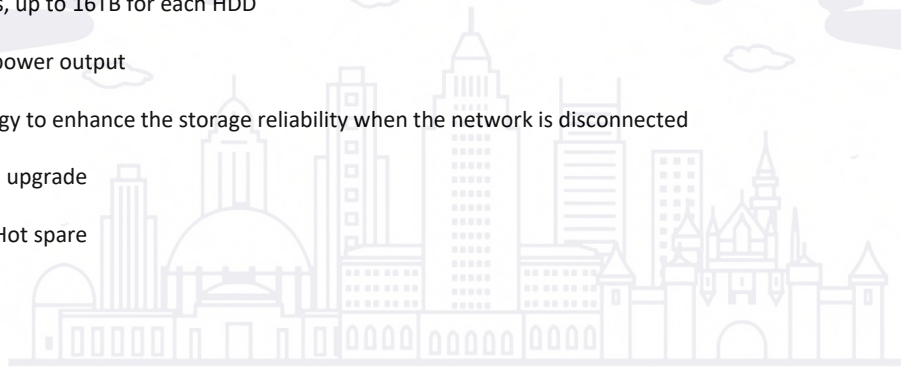 s, up to 16TB for each HDD
power output
gy to enhance the storage reliability when the network is disconnected
upgrade
Hot spare